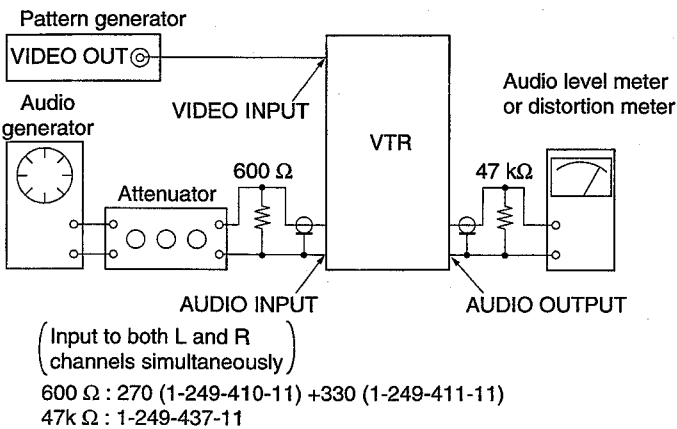 Pattern generator
VIDEO OUT
Audio
generator
VIDEO INPUT
VTR
Audio level meter
or distortion meter
Attenuator
600 Ω
47 kΩ
AUDIO INPUT
AUDIO OUTPUT
(Input to both L and R
channels simultaneously)
600 Ω : 270 (1-249-410-11) +330 (1-249-411-11)
47k Ω : 1-249-437-11